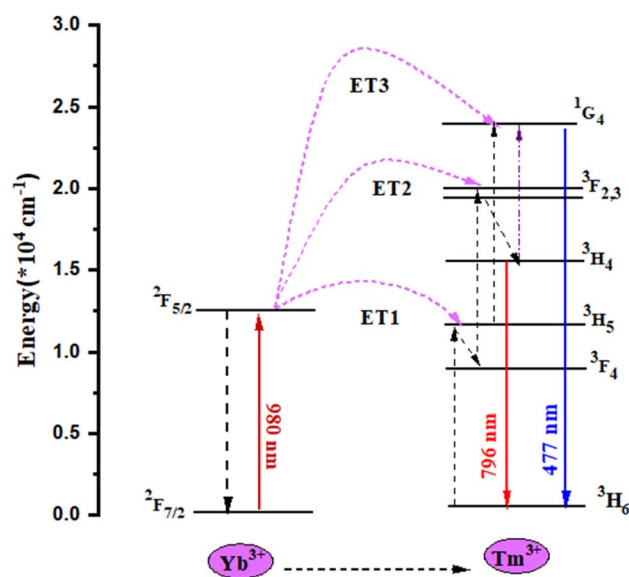 Energy(*10⁴ cm⁻¹)
3.0
2.5
2.0
1.5
1.0
0.5
0.0
ET3
ET2
ET1
¹G₄
³F₂,₃
³H₄
³H₅
³F₄
³H₆
²F₅/₂
²F₇/₂
980 nm
796 nm
477 nm
Yb³⁺
Tm³⁺